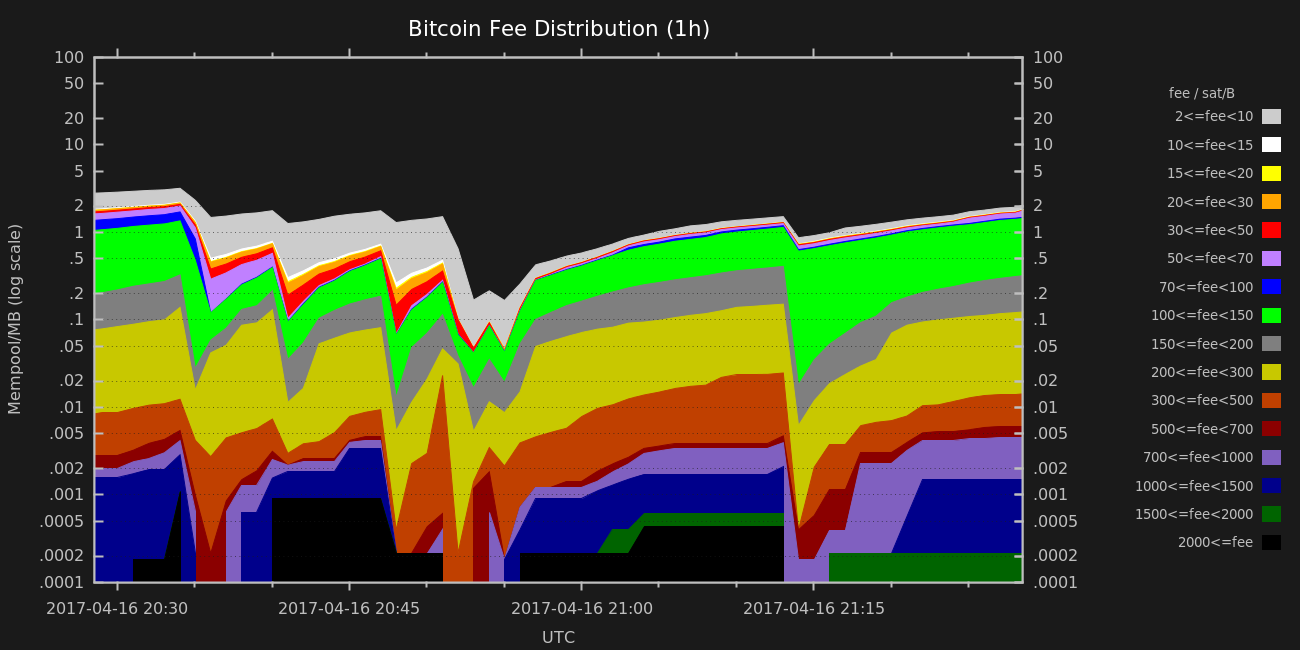 Bitcoin Fee Distribution (1h)
100 100
50 50
20 20
10 10
5 5
2 2
1 1
.5 .5
.2 .2
.1 .1
.05 .05
.02 .02
.01 .01
.005 .005
.002 .002
.001 .001
.0005 .0005
.0002 .0002
.0001 .0001
Mempool/MB (log scale)
2017-04-16 20:30 2017-04-16 20:45 2017-04-16 21:00 2017-04-16 21:15
UTC
fee / sat/B
2<=fee<10
10<=fee<15
15<=fee<20
20<=fee<30
30<=fee<50
50<=fee<70
70<=fee<100
100<=fee<150
150<=fee<200
200<=fee<300
300<=fee<500
500<=fee<700
700<=fee<1000
1000<=fee<1500
1500<=fee<2000
2000<=fee